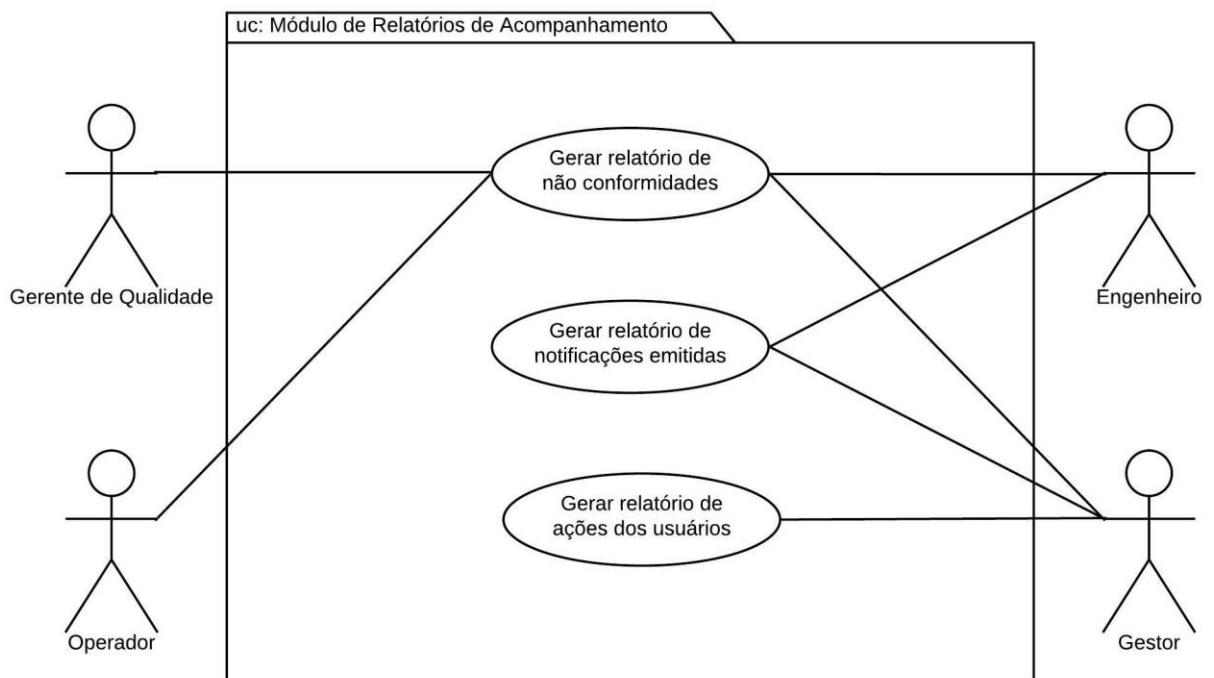 uc: Módulo de Relatórios de Acompanhamento
Gerar relatório de
não conformidades
Gerente de Qualidade
Engenheiro
Gerar relatório de
notificações emitidas
Gerar relatório de
ações dos usuários
Operador
Gestor